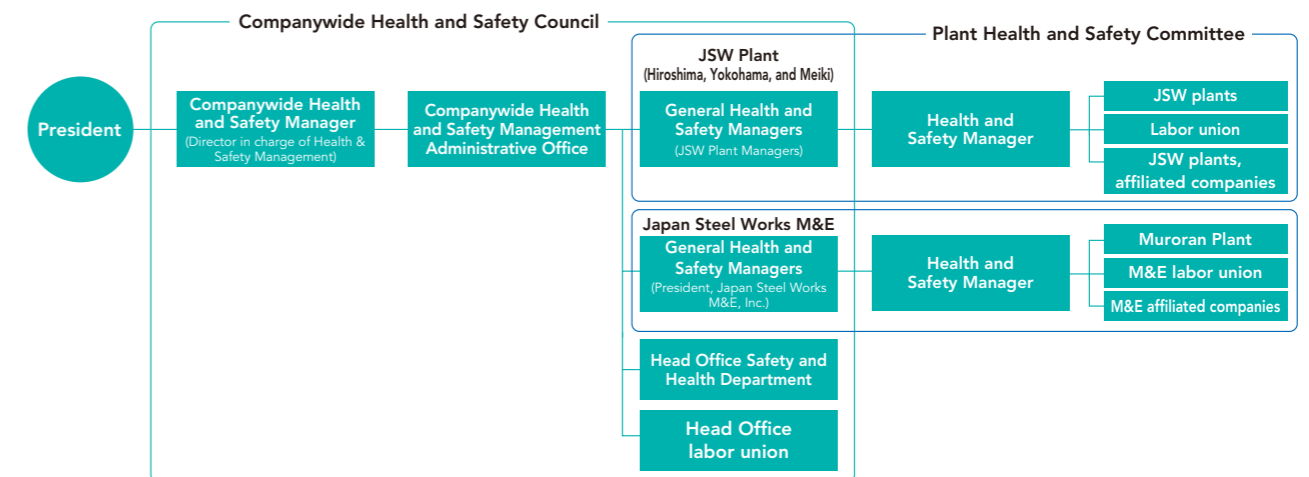 Companywide Health and Safety Council
Plant Health and Safety Committee
President
Companywide Health
and Safety Manager
(Director in charge of Health &
Safety Management)
Companywide Health
and Safety Management
Administrative Office
JSW Plant
(Hiroshima, Yokohama, and Meiki)
General Health and
Safety Managers
(JSW Plant Managers)
Health and
Safety Manager
JSW plants
Labor union
JSW plants,
affiliated companies
Japan Steel Works M&E
General Health and
Safety Managers
(President, Japan Steel Works
M&E, Inc.)
Health and
Safety Manager
Muroran Plant
M&E labor union
M&E affiliated companies
Head Office Safety and
Health Department
Head Office
labor union